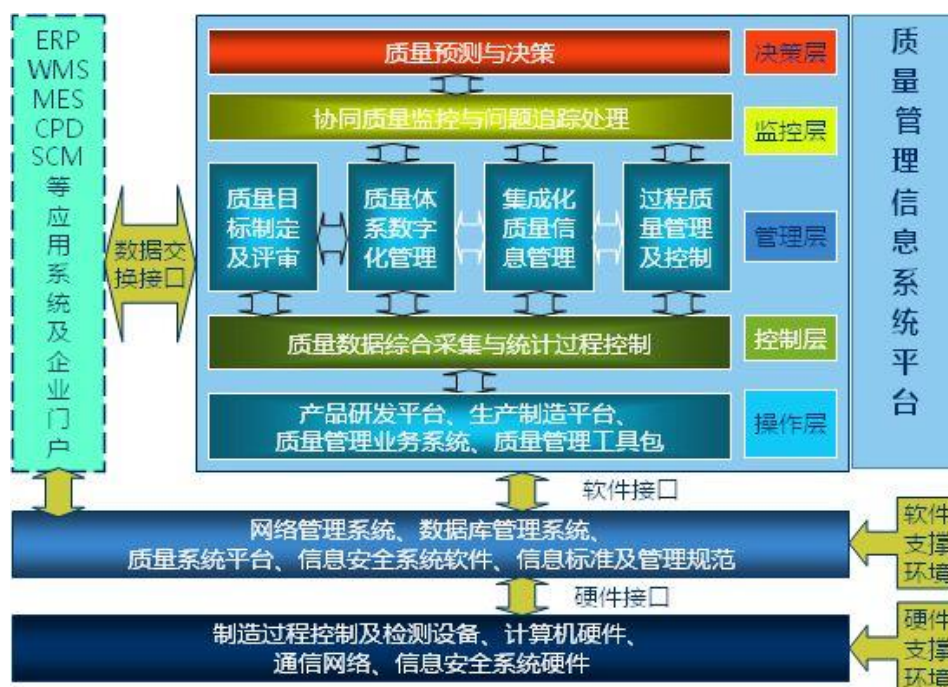 ERP
WMS
MES
CPD
SCM
等
应
用
系
统
及
企
业
门
户
数据交
换接口
质量预测与决策
决策层
协同质量监控与问题追踪处理
监控层
质量目
标制定
及评审
质量体
系数字
化管理
集成化
质量信
息管理
过程质
量管理
及控制
管理层
质量数据综合采集与统计过程控制
控制层
产品研发平台、生产制造平台、
质量管理业务系统、质量管理工具包
操作层
质
量
管
理
信
息
系
统
平
台
软件接口
网络管理系统、数据库管理系统、
质量系统平台、信息安全系统软件、信息标准及管理规范
软件
支撑
环境
硬件接口
制造过程控制及检测设备、计算机硬件、
通信网络、信息安全系统硬件
硬件
支撑
环境